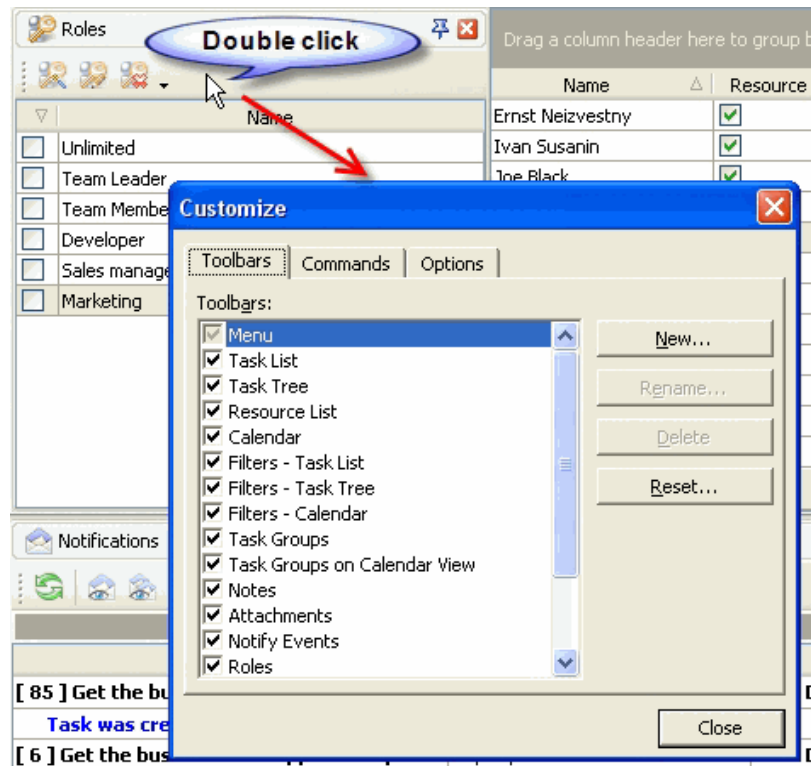 Roles
Double click
Drag a column header here to group b
Name
Resource
Name
Ernst Neizvestny
Unlimited
Ivan Susanin
Team Leader
Joe Black
Team Membe
Developer
Sales manage
Marketing
Customize
Toolbars
Commands
Options
Toolbars:
Menu
Task List
Task Tree
Resource List
Calendar
Filters - Task List
Filters - Task Tree
Filters - Calendar
Task Groups
Task Groups on Calendar View
Notes
Attachments
Notify Events
Roles
New...
Rename...
Delete
Reset...
Close
Notifications
[ 85 ] Get the bu
Task was cre
[ 6 ] Get the bus